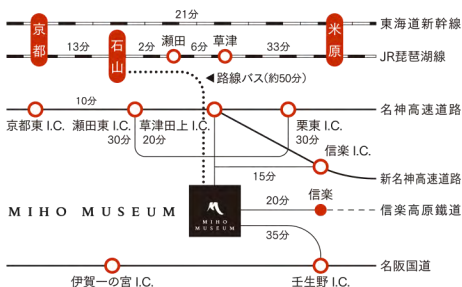 21分
東海道新幹線
京都
米原
石山
13分
2分
瀬田
6分
草津
33分
JR琵琶湖線
路線バス(約50分)
10分
名神高速道路
京都東 I.C.
瀬田東 I.C.
草津田上 I.C.
栗東 I.C.
30分
20分
30分
信楽 I.C.
15分
新名神高速道路
MIHO MUSEUM
MIHO
MUSEUM
20分
信楽
信楽高原鐵道
35分
名阪国道
伊賀一の宮 I.C.
壬生野 I.C.